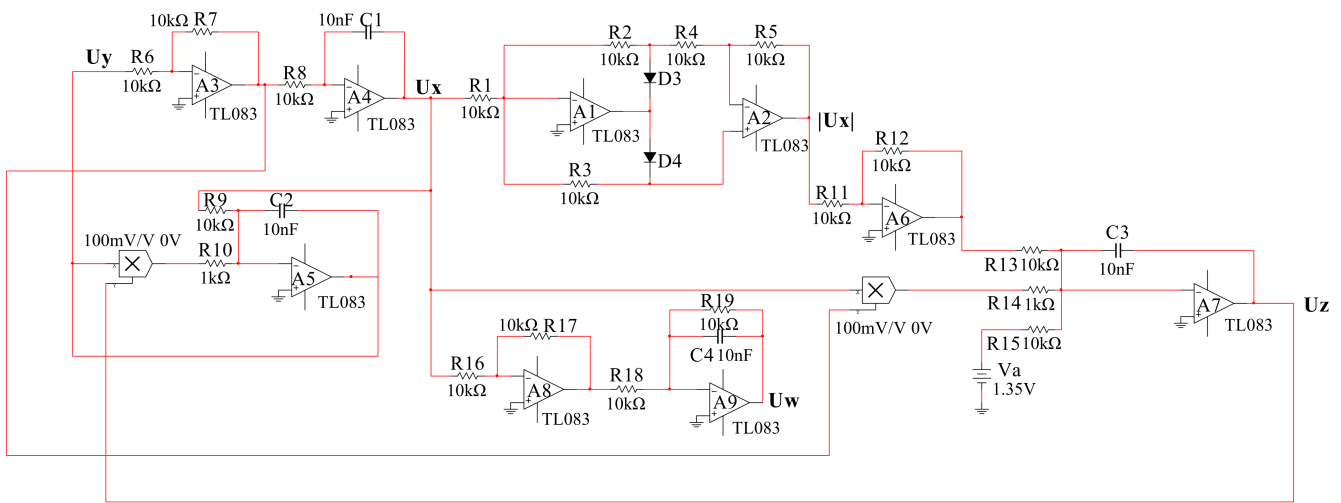 10kΩ R7
Uy R6
10kΩ
A3
TL083
R8
10kΩ
10nF C1
A4
TL083
Ux R1
10kΩ
R2
10kΩ
R4
10kΩ
R5
10kΩ
D3
A1
TL083
D4
R3
10kΩ
A2
TL083
|Ux|
R11
10kΩ
R12
10kΩ
A6
TL083
R9
10kΩ
C2
10nF
100mV/V 0V
X
Y
R10
1kΩ
A5
TL083
R13 10kΩ
C3
10nF
R14 1kΩ
A7
TL083
Uz
R15 10kΩ
Va
1.35V
X
Y
100mV/V 0V
R16
10kΩ
10kΩ R17
A8
TL083
R18
10kΩ
R19
10kΩ
C4 10nF
A9
Uw
TL083